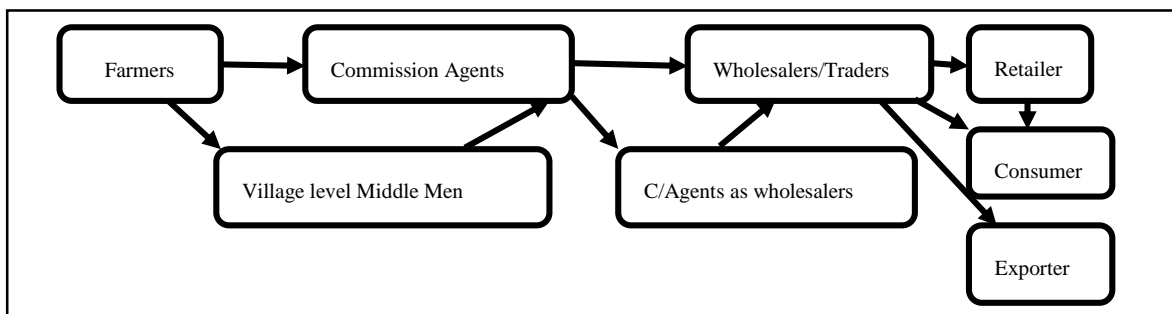 Farmers
Commission Agents
Wholesalers/Traders
Retailer
Village level Middle Men
C/Agents as wholesalers
Consumer
Exporter